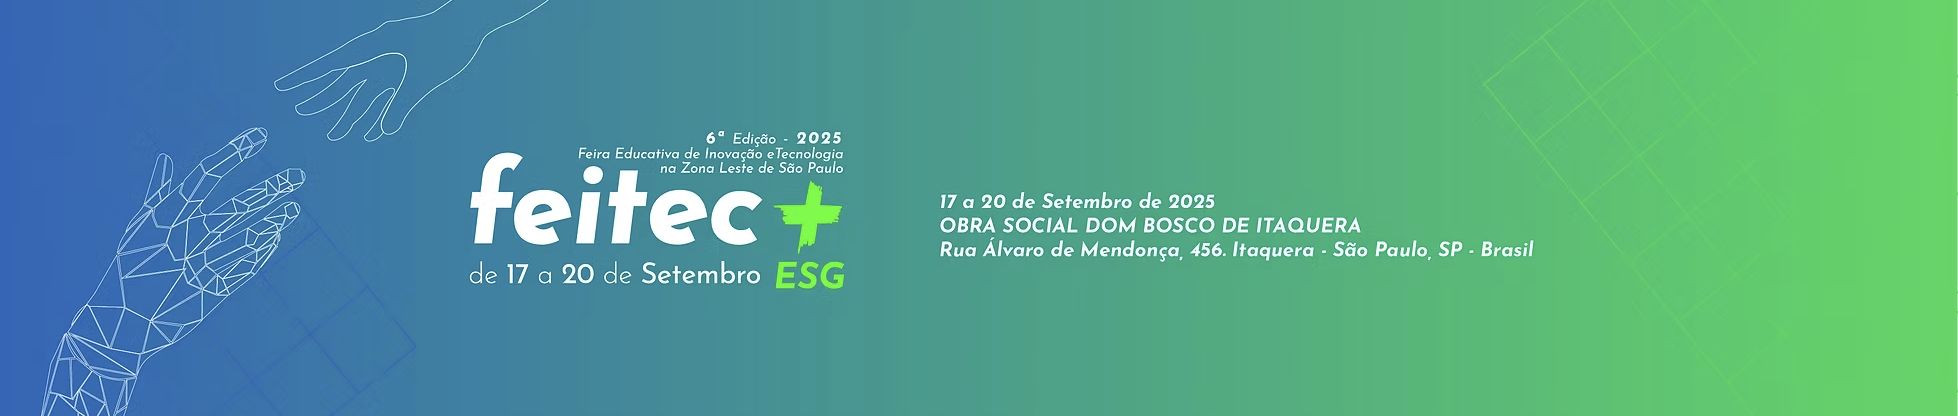 6ª Edição - 2025
Feira Educativa de Inovação eTecnologia
na Zona Leste de São Paulo
feitec+
de 17 a 20 de Setembro ESG
17 a 20 de Setembro de 2025
OBRA SOCIAL DOM BOSCO DE ITAQUERA
Rua Álvaro de Mendonça, 456. Itaquera - São Paulo, SP - Brasil